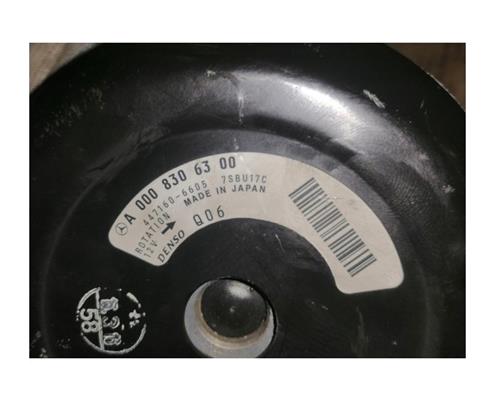 A 000 830 63 00
447160-6605 7SBU17C
ROTATION MADE IN JAPAN
12V
DENSO Q06
58